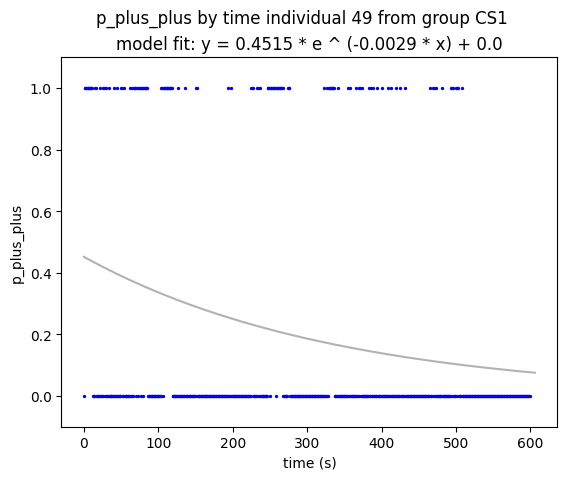 p_plus_plus by time individual 49 from group CS1
model fit: y = 0.4515 * e ^ (-0.0029 * x) + 0.0
1.0
0.8
0.6
0.4
0.2
0.0
p_plus_plus
0 100 200 300 400 500 600
time (s)